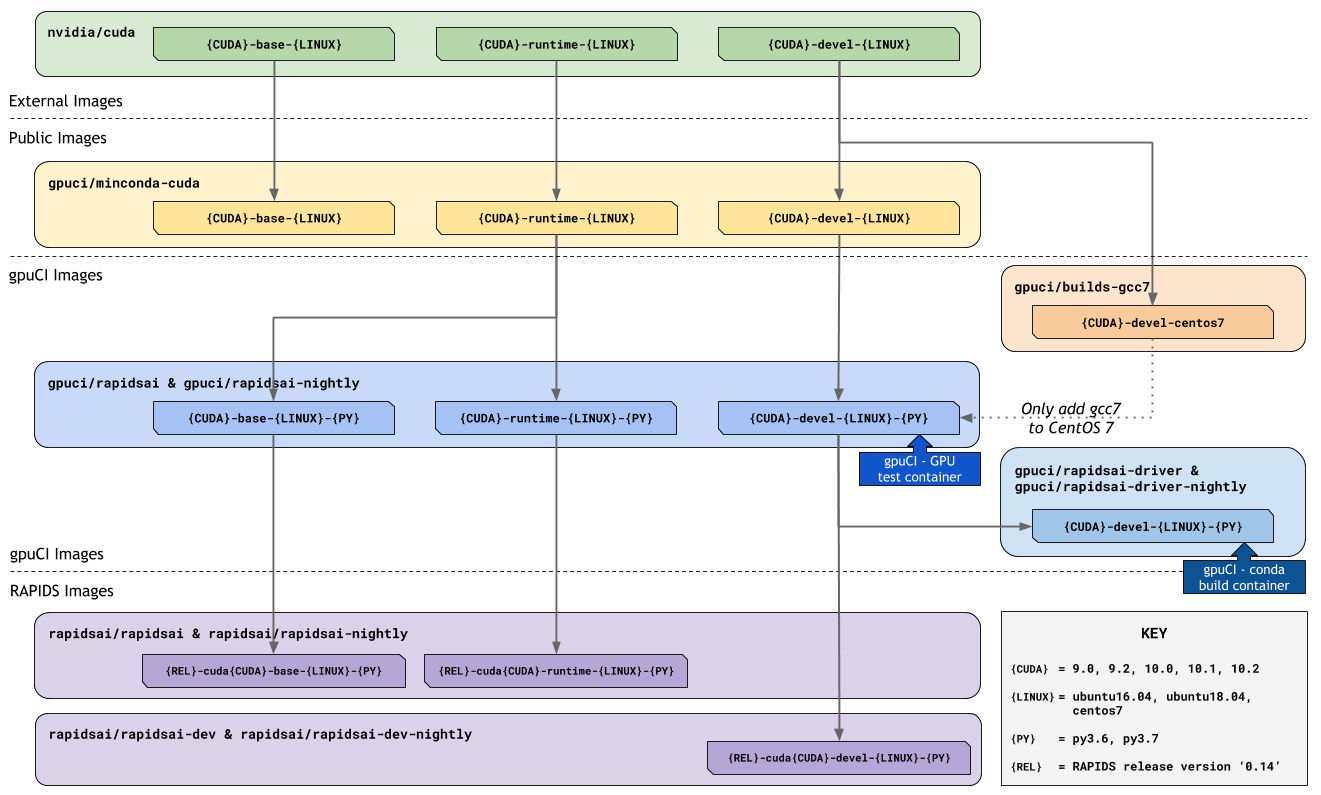 nvidia/cuda
{CUDA}-base-{LINUX}
{CUDA}-runtime-{LINUX}
{CUDA}-devel-{LINUX}
External Images
Public Images
gpuci/minconda-cuda
{CUDA}-base-{LINUX}
{CUDA}-runtime-{LINUX}
{CUDA}-devel-{LINUX}
gpuCI Images
gpuci/builds-gcc7
{CUDA}-devel-centos7
gpuci/rapidsai & gpuci/rapidsai-nightly
{CUDA}-base-{LINUX}-{PY}
{CUDA}-runtime-{LINUX}-{PY}
{CUDA}-devel-{LINUX}-{PY}
Only add gcc7
to CentOS 7
gpuCI - GPU
test container
gpuci/rapidsai-driver &
gpuci/rapidsai-driver-nightly
{CUDA}-devel-{LINUX}-{PY}
gpuCI - conda
build container
gpuCI Images
RAPIDS Images
rapidsai/rapidsai & rapidsai/rapidsai-nightly
{REL}-cuda{CUDA}-base-{LINUX}-{PY}
{REL}-cuda{CUDA}-runtime-{LINUX}-{PY}
rapidsai/rapidsai-dev & rapidsai/rapidsai-dev-nightly
{REL}-cuda{CUDA}-devel-{LINUX}-{PY}
KEY
{CUDA} = 9.0, 9.2, 10.0, 10.1, 10.2
{LINUX} = ubuntu16.04, ubuntu18.04,
centos7
{PY} = py3.6, py3.7
{REL} = RAPIDS release version ‘0.14’